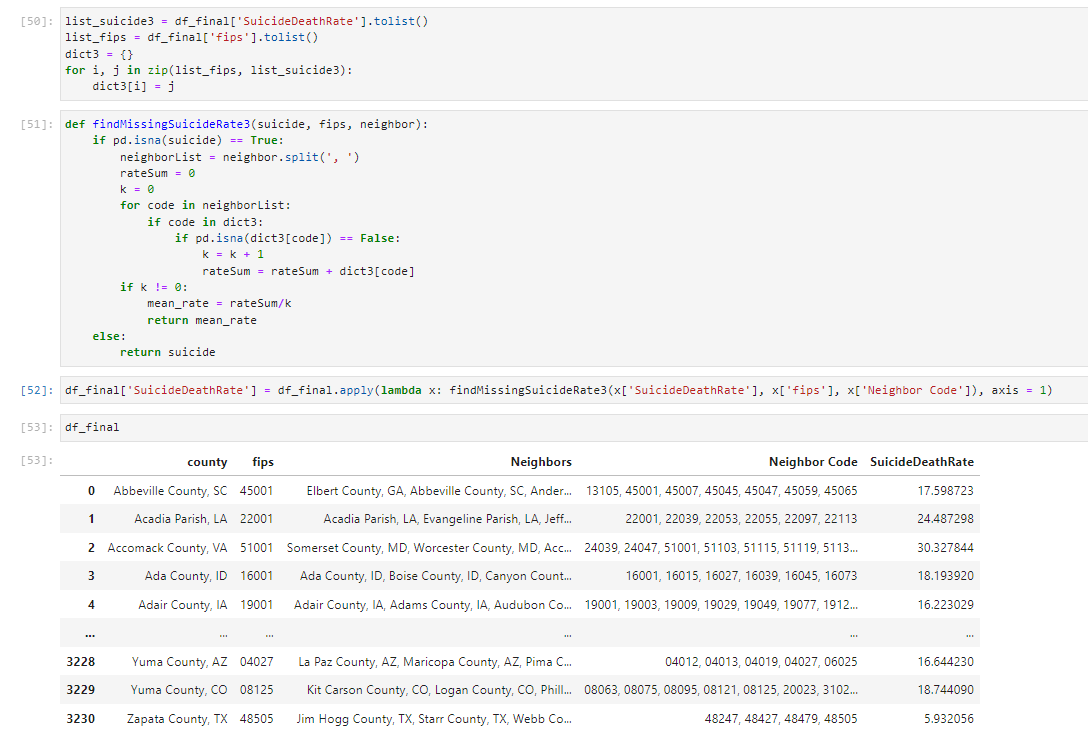 [50]: list_suicide3 = df_final['SuicideDeathRate'].tolist()
list_fips = df_final['fips'].tolist()
dict3 = {}
for i, j in zip(list_fips, list_suicide3):
    dict3[i] = j
[51]: def findMissingSuicideRate3(suicide, fips, neighbor):
    if pd.isna(suicide) == True:
        neighborList = neighbor.split(', ')
        rateSum = 0
        k = 0
        for code in neighborList:
            if code in dict3:
                if pd.isna(dict3[code]) == False:
                    k = k + 1
                    rateSum = rateSum + dict3[code]
        if k != 0:
            mean_rate = rateSum/k
            return mean_rate
    else:
        return suicide
[52]: df_final['SuicideDeathRate'] = df_final.apply(lambda x: findMissingSuicideRate3(x['SuicideDeathRate'], x['fips'], x['Neighbor Code']), axis = 1)
[53]: df_final
[53]: county fips Neighbors Neighbor Code SuicideDeathRate
0 Abbeville County, SC 45001 Elbert County, GA, Abbeville County, SC, Ander... 13105, 45001, 45007, 45045, 45047, 45059, 45065 17.598723
1 Acadia Parish, LA 22001 Acadia Parish, LA, Evangeline Parish, LA, Jeff... 22001, 22039, 22053, 22055, 22097, 22113 24.487298
2 Accomack County, VA 51001 Somerset County, MD, Worcester County, MD, Acc... 24039, 24047, 51001, 51103, 51115, 51119, 5113... 30.327844
3 Ada County, ID 16001 Ada County, ID, Boise County, ID, Canyon Count... 16001, 16015, 16027, 16039, 16045, 16073 18.193920
4 Adair County, IA 19001 Adair County, IA, Adams County, IA, Audubon Co... 19001, 19003, 19009, 19029, 19049, 19077, 1912... 16.223029
... ... ... ... ... ...
3228 Yuma County, AZ 04027 La Paz County, AZ, Maricopa County, AZ, Pima C... 04012, 04013, 04019, 04027, 06025 16.644230
3229 Yuma County, CO 08125 Kit Carson County, CO, Logan County, CO, Phill... 08063, 08075, 08095, 08121, 08125, 20023, 3102... 18.744090
3230 Zapata County, TX 48505 Jim Hogg County, TX, Starr County, TX, Webb Co... 48247, 48427, 48479, 48505 5.932056